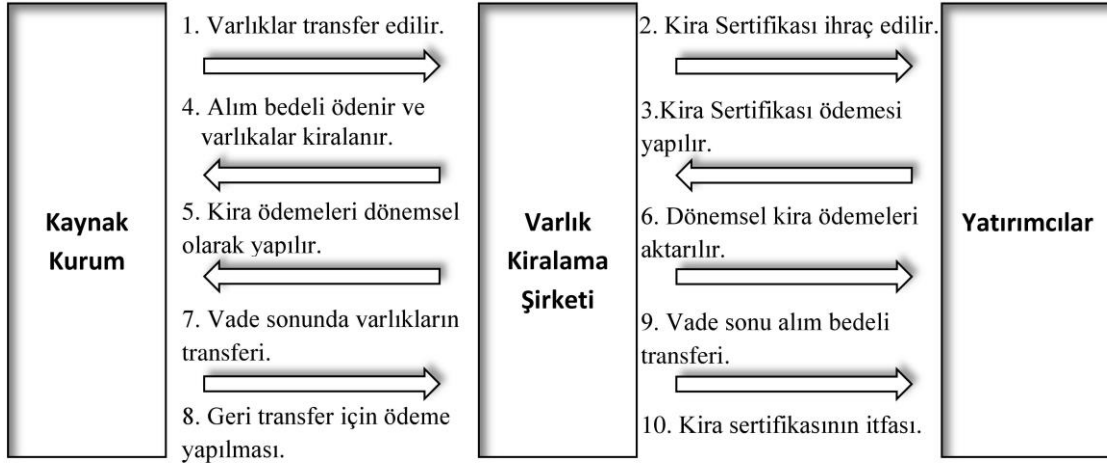 1. Varlıklar transfer edilir.
2. Kira Sertifikası ihraç edilir.
4. Alım bedeli ödenir ve
varlıkalar kiralanır.
3.Kira Sertifikası ödemesi
yapılır.
Kaynak
Kurum
5. Kira ödemeleri dönemsel
olarak yapılır.
Varlık
Kiralama
Şirketi
6. Dönemsel kira ödemeleri
aktarılır.
Yatırımcılar
7. Vade sonunda varlıkların
transferi.
9. Vade sonu alım bedeli
transferi.
8. Geri transfer için ödeme
yapılması.
10. Kira sertifikasının itfası.